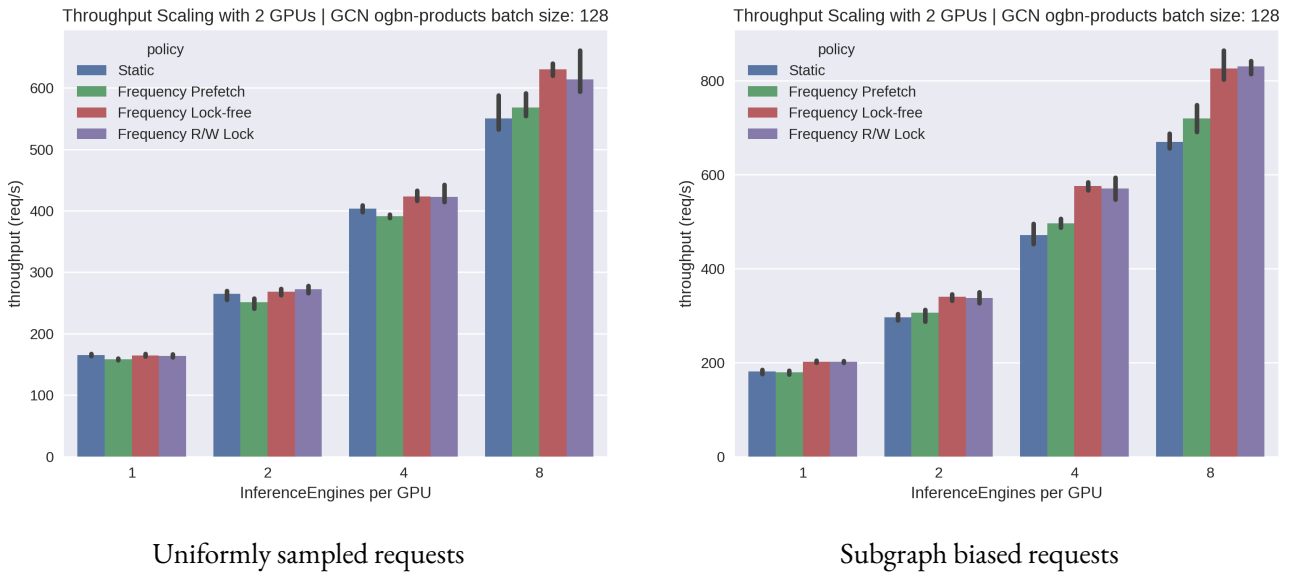 Throughput Scaling with 2 GPUs | GCN ogbn-products batch size: 128
policy
Static
Frequency Prefetch
Frequency Lock-free
Frequency R/W Lock
throughput (req/s)
600
500
400
300
200
100
0
1 2 4 8
InferenceEngines per GPU
Uniformly sampled requests
Throughput Scaling with 2 GPUs | GCN ogbn-products batch size: 128
policy
Static
Frequency Prefetch
Frequency Lock-free
Frequency R/W Lock
throughput (req/s)
800
600
400
200
0
1 2 4 8
InferenceEngines per GPU
Subgraph biased requests